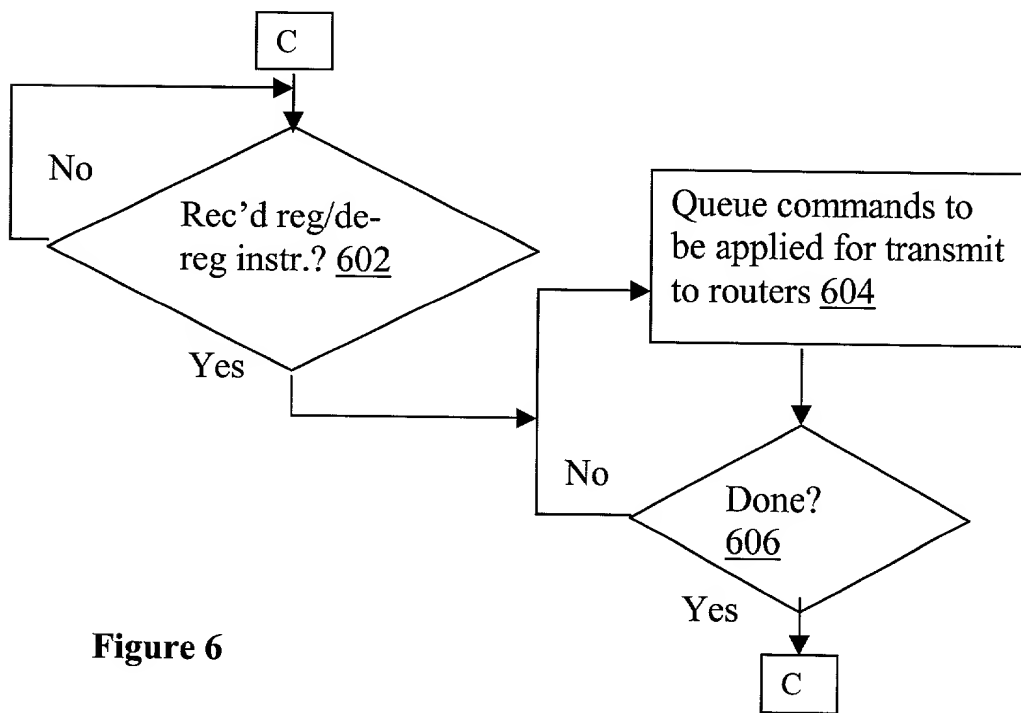 C
No
Rec'd reg/de-
reg instr.? 602
Yes
Queue commands to
be applied for transmit
to routers 604
No
Done?
606
Yes
C
Figure 6